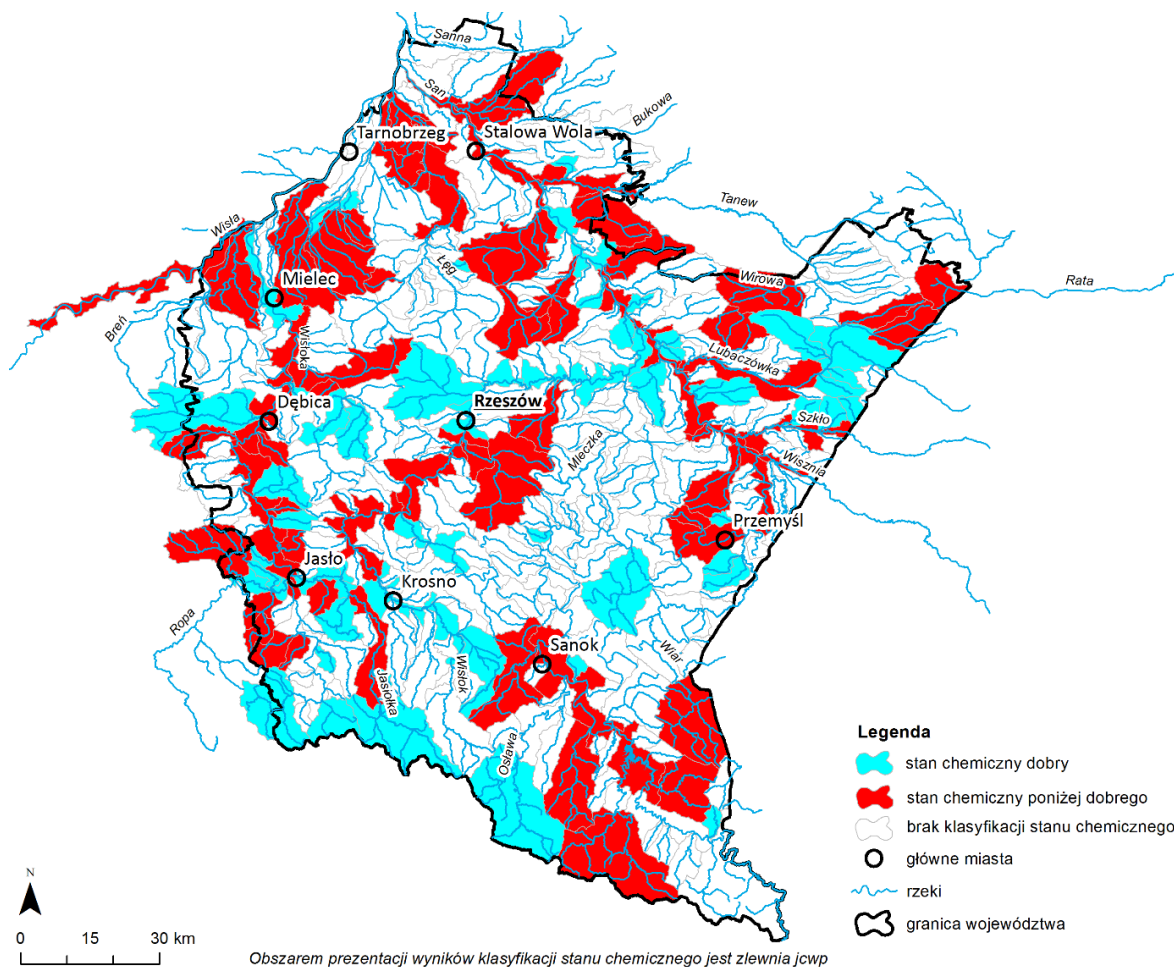 Sanna
San
Bukowa
Tarnobrzeg
Stalowa Wola
Tanew
Wisła
Łęg
Mielec
Wirowa
Rata
Breń
Wisłoka
Lubaczówka
Dębica
Rzeszów
Szkło
Mleczka
Wisznia
Przemyśl
Jasło
Krosno
Ropa
Sanok
Wiar
Jasiołka
Wisłok
Osława
Legenda
stan chemiczny dobry
stan chemiczny poniżej dobrego
brak klasyfikacji stanu chemicznego
główne miasta
rzeki
granica województwa
N
0 15 30 km
Obszarem prezentacji wyników klasyfikacji stanu chemicznego jest zlewnia jcwp